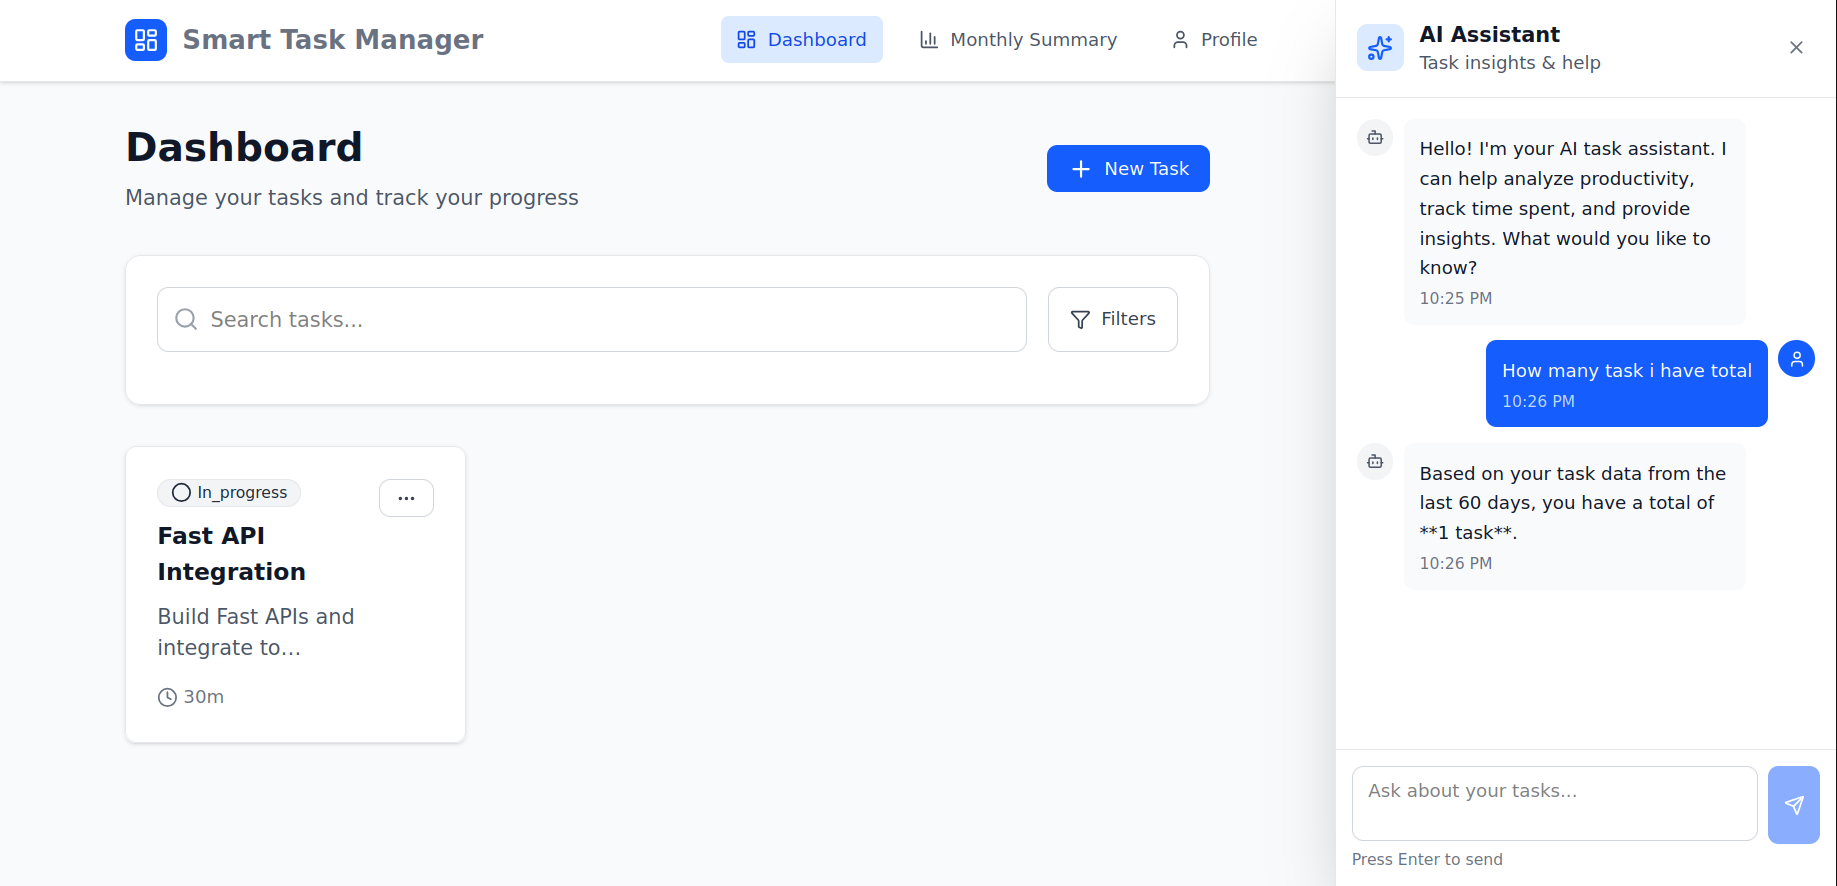 Smart Task Manager
Dashboard
Monthly Summary
Profile
Dashboard
Manage your tasks and track your progress
New Task
Search tasks...
Filters
In_progress
Fast API
Integration
Build Fast APIs and
integrate to...
30m
AI Assistant
Task insights & help
Hello! I'm your AI task assistant. I
can help analyze productivity,
track time spent, and provide
insights. What would you like to
know?
10:25 PM
How many task i have total
10:26 PM
Based on your task data from the
last 60 days, you have a total of
**1 task**.
10:26 PM
Ask about your tasks...
Press Enter to send